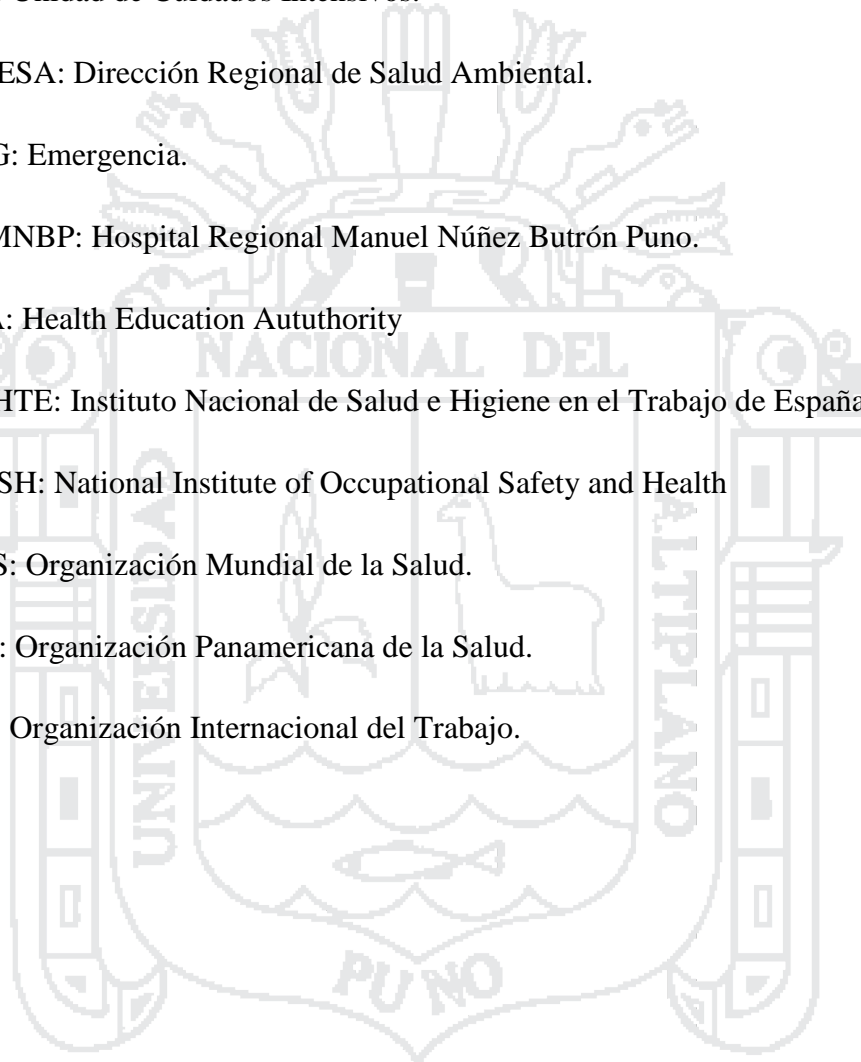 Unidad de Cuidados Intensivos.
ESA: Dirección Regional de Salud Ambiental.
G: Emergencia.
MNBP: Hospital Regional Manuel Núñez Butrón Puno.
A: Health Education Aututhority
NACIONAL DEL
HTE: Instituto Nacional de Salud e Higiene en el Trabajo de España
SH: National Institute of Occupational Safety and Health
S: Organización Mundial de la Salud.
: Organización Panamericana de la Salud.
Organización Internacional del Trabajo.
UNIVERSIDAD
ALTIPLANO
PUNO